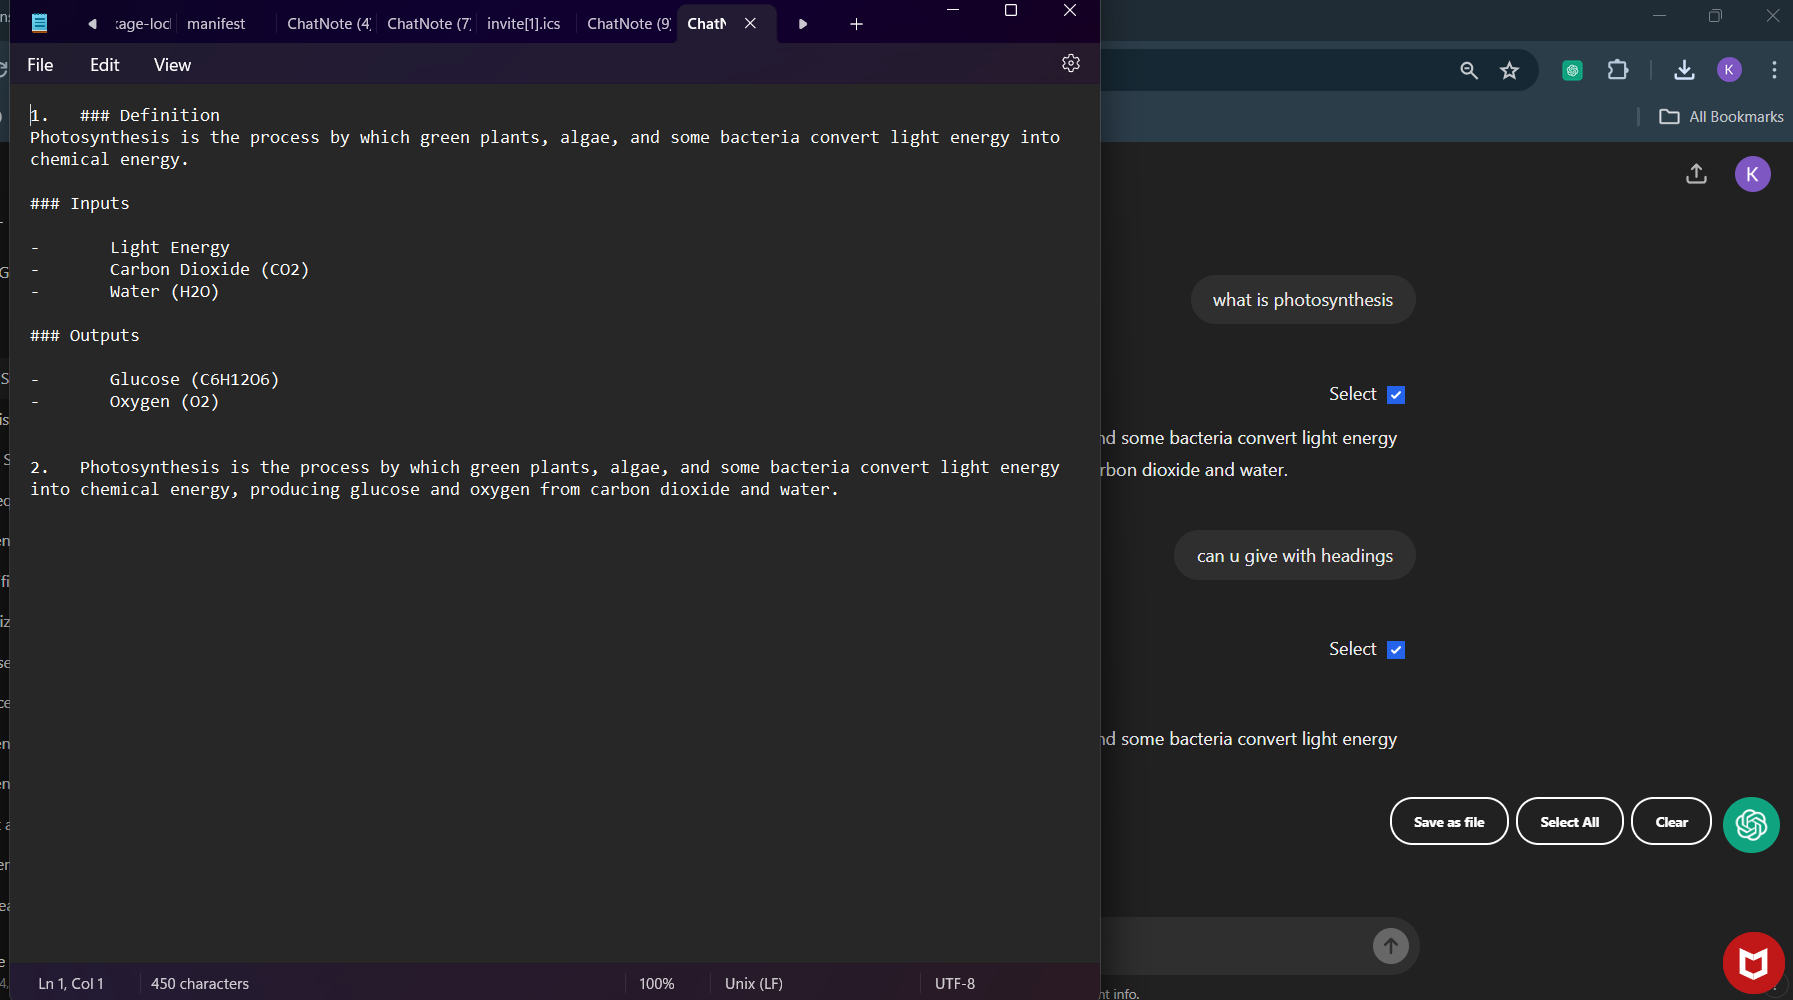 manifest
ChatNote (4
ChatNote (7
invite[1].ics
ChatNote (9
ChatN
File Edit View
K
All Bookmarks
1. ### Definition
Photosynthesis is the process by which green plants, algae, and some bacteria convert light energy into
chemical energy.
### Inputs
- Light Energy
- Carbon Dioxide (CO2)
- Water (H2O)
### Outputs
- Glucose (C6H12O6)
- Oxygen (O2)
2. Photosynthesis is the process by which green plants, algae, and some bacteria convert light energy
into chemical energy, producing glucose and oxygen from carbon dioxide and water.
Ln 1, Col 1 450 characters 100% Unix (LF) UTF-8
K
what is photosynthesis
Select
nd some bacteria convert light energy
rbon dioxide and water.
can u give with headings
Select
nd some bacteria convert light energy
Save as file Select All Clear
nt info.